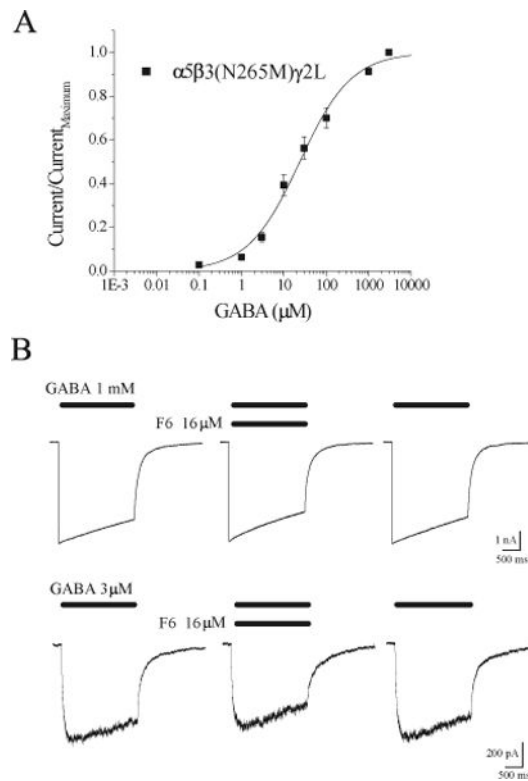 A
α5β3(N265M)γ2L
Current/Current Maximum
1.0
0.8
0.6
0.4
0.2
0.0
1E-3 0.01 0.1 1 10 100 1000 10000
GABA (μM)
B
GABA 1 mM
F6 16μM
1 nA
500 ms
GABA 3μM
F6 16μM
200 pA
500 ms